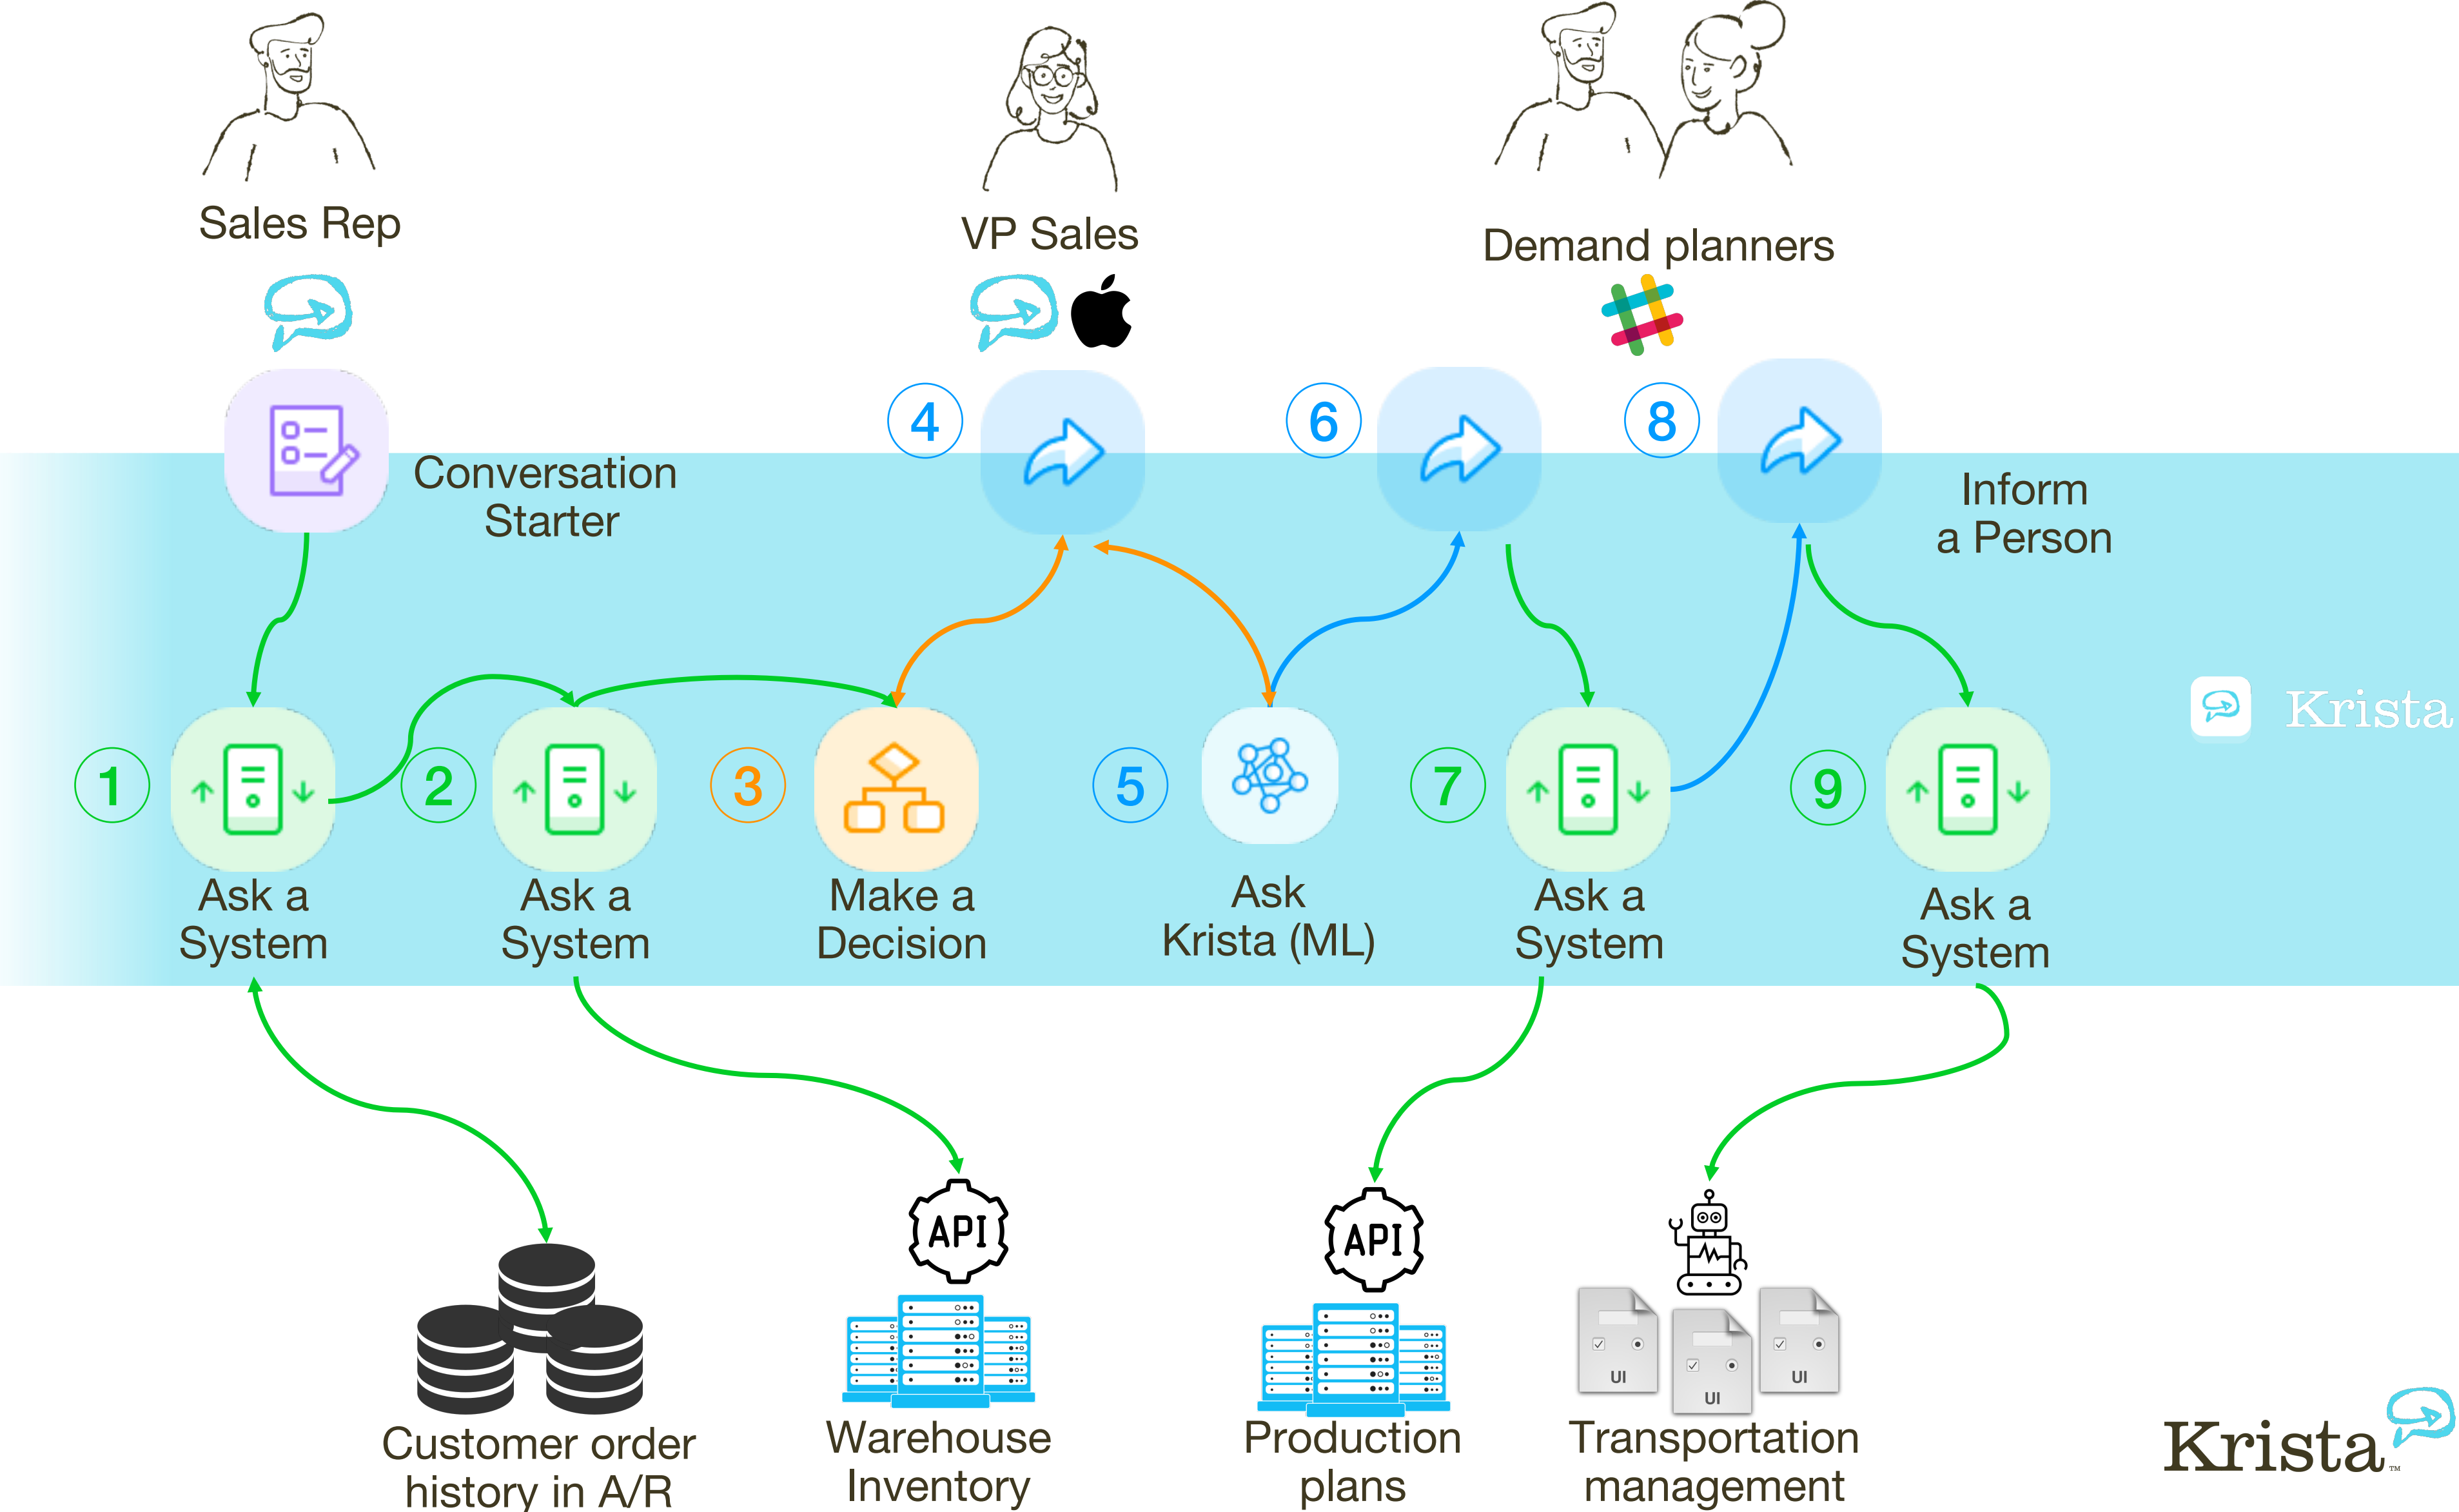 Sales Rep
VP Sales
Demand planners
4
6
8
Conversation
Starter
Inform
a Person
Krista
1
2
3
5
7
9
Ask a
System
Ask a
System
Make a
Decision
Ask
Krista (ML)
Ask a
System
Ask a
System
API
API
UI
UI
UI
Customer order
history in A/R
Warehouse
Inventory
Production
plans
Transportation
management
Krista™